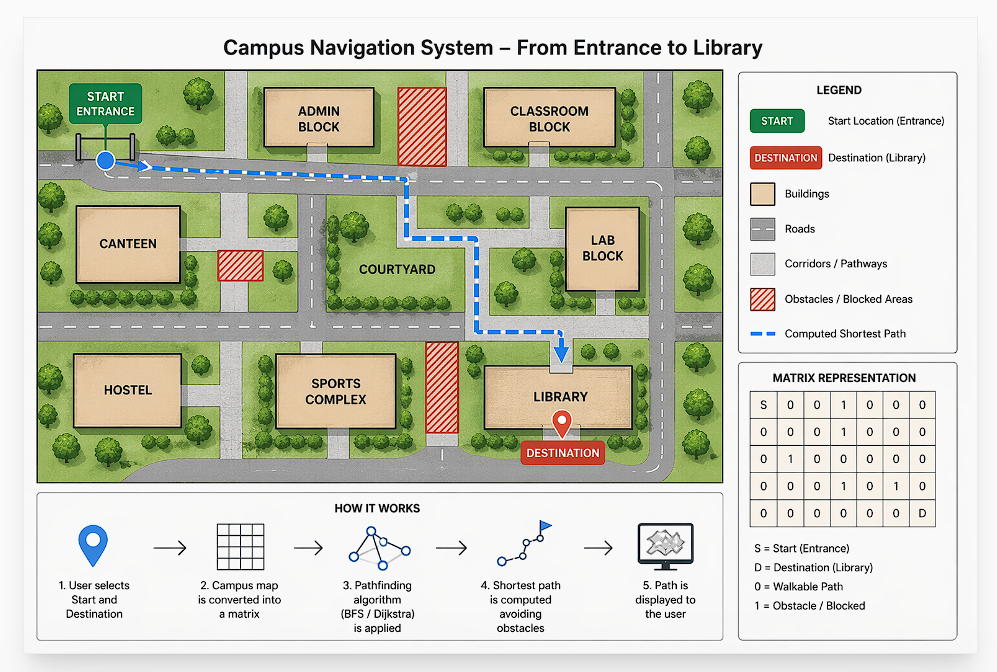 Campus Navigation System – From Entrance to Library
START
ENTRANCE
ADMIN
BLOCK
CLASSROOM
BLOCK
CANTEEN
COURTYARD
LAB
BLOCK
HOSTEL
SPORTS
COMPLEX
LIBRARY
DESTINATION
LEGEND
START Start Location (Entrance)
DESTINATION Destination (Library)
Buildings
Roads
Corridors / Pathways
Obstacles / Blocked Areas
Computed Shortest Path
MATRIX REPRESENTATION
S 0 0 1 0 0 0
0 0 0 1 0 0 0
0 1 0 0 0 0 0
0 0 0 1 0 1 0
0 0 0 0 0 0 D
S = Start (Entrance)
D = Destination (Library)
0 = Walkable Path
1 = Obstacle / Blocked
HOW IT WORKS
1. User selects
Start and
Destination
2. Campus map
is converted into
a matrix
3. Pathfinding
algorithm
(BFS / Dijkstra)
is applied
4. Shortest path
is computed
avoiding
obstacles
5. Path is
displayed to
the user